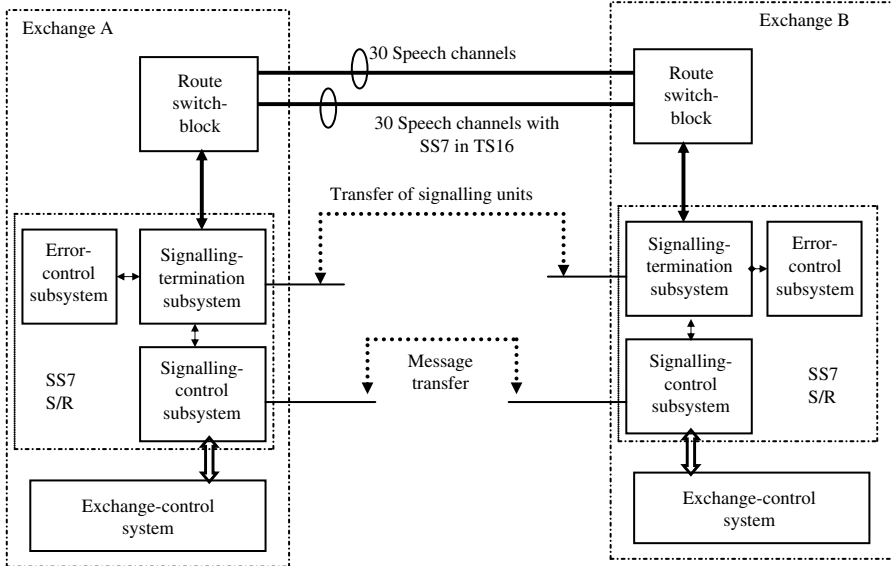 Exchange A
Exchange B
30 Speech channels
Route
switch-
block
Route
switch-
block
30 Speech channels with
SS7 in TS16
Transfer of signalling units
Error-
control
subsystem
Signalling-
termination
subsystem
Signalling-
termination
subsystem
Error-
control
subsystem
Signalling-
control
subsystem
Message
transfer
Signalling-
control
subsystem
SS7
S/R
SS7
S/R
Exchange-control
system
Exchange-control
system